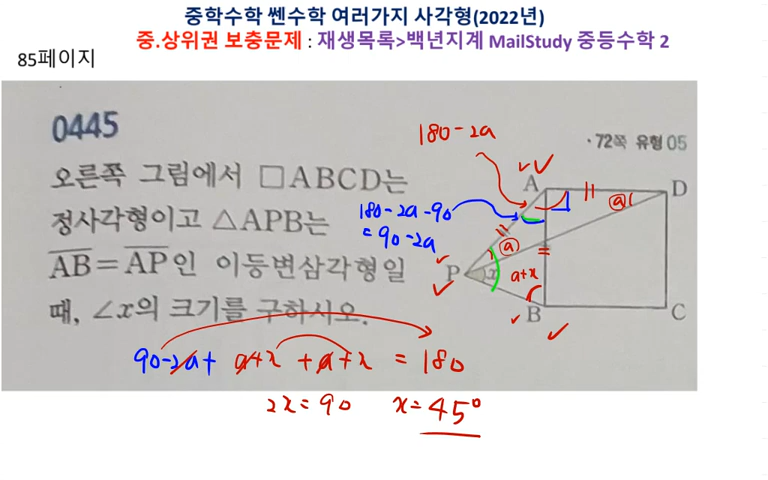 중학수학 쎈수학 여러가지 사각형(2022년)
중.상위권 보충문제 : 재생목록>백년지계 MailStudy 중등수학 2
85페이지
0445
·72쪽 유형 05
오른쪽 그림에서 □ABCD는
정사각형이고 △APB는
AB=AP인 이등변삼각형일
때, ∠x의 크기를 구하시오.
180-2a
180-2a-90
=90-2a
A
D
a
a
P
x
a+x
B
C
90-2a+ a+x +a+x = 180
2x=90 x=45°